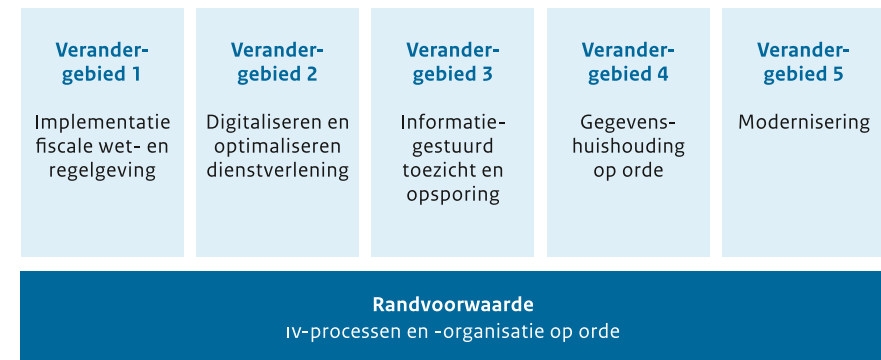 Verander-
gebied 1
Implementatie
fiscale wet- en
regelgeving
Verander-
gebied 2
Digitaliseren en
optimaliseren
dienstverlening
Verander-
gebied 3
Informatie-
gestuurd
toezicht en
opsporing
Verander-
gebied 4
Gegevens-
huishouding
op orde
Verander-
gebied 5
Modernisering
Randvoorwaarde
IV-processen en -organisatie op orde